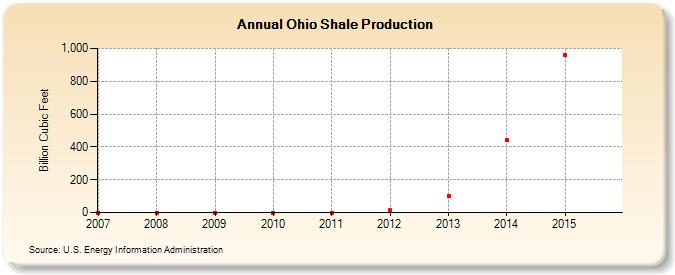 Annual Ohio Shale Production
Billion Cubic Feet
1,000
800
600
400
200
0
2007 2008 2009 2010 2011 2012 2013 2014 2015
Source: U.S. Energy Information Administration